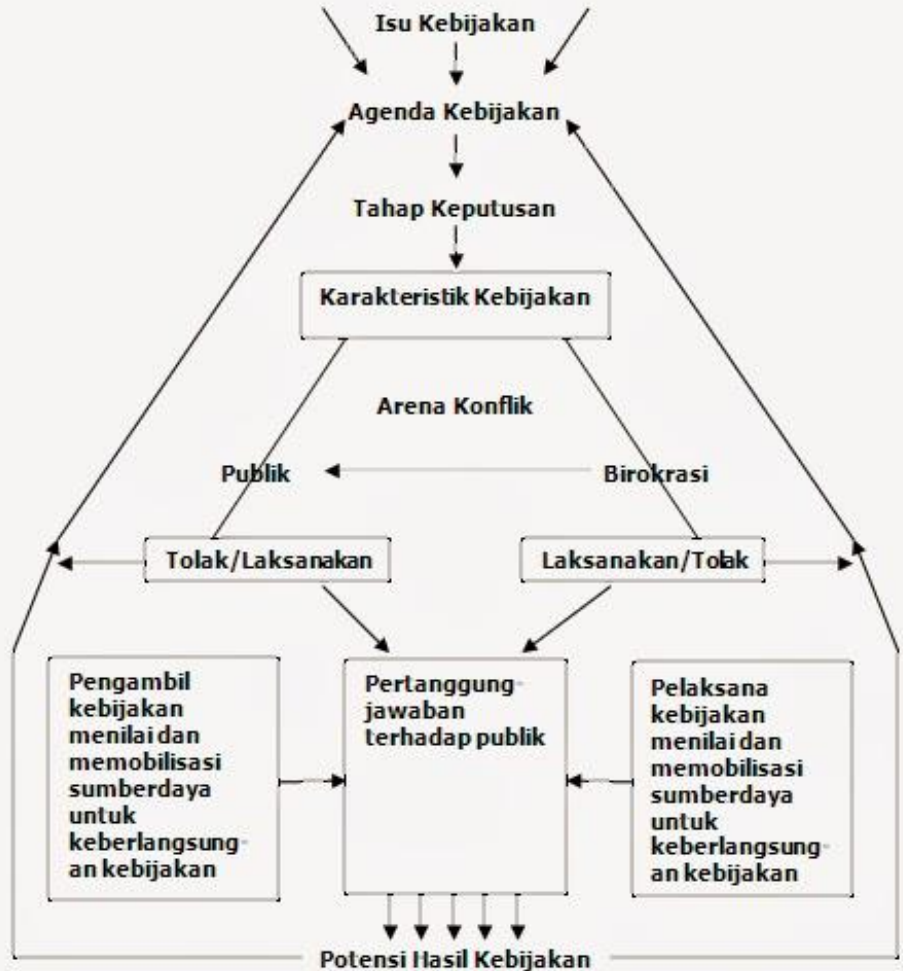 Isu Kebijakan
Agenda Kebijakan
Tahap Keputusan
Karakteristik Kebijakan
Arena Konflik
Publik
Birokrasi
Tolak/Laksanakan
Laksanakan/Tolak
Pengambil
kebijakan
menilai dan
memobilisasi
sumberdaya
untuk
keberlangsung-
an kebijakan
Pertanggung-
jawaban
terhadap publik
Pelaksana
kebijakan
menilai dan
memobilisasi
sumberdaya
untuk
keberlangsung-
an kebijakan
Potensi Hasil Kebijakan